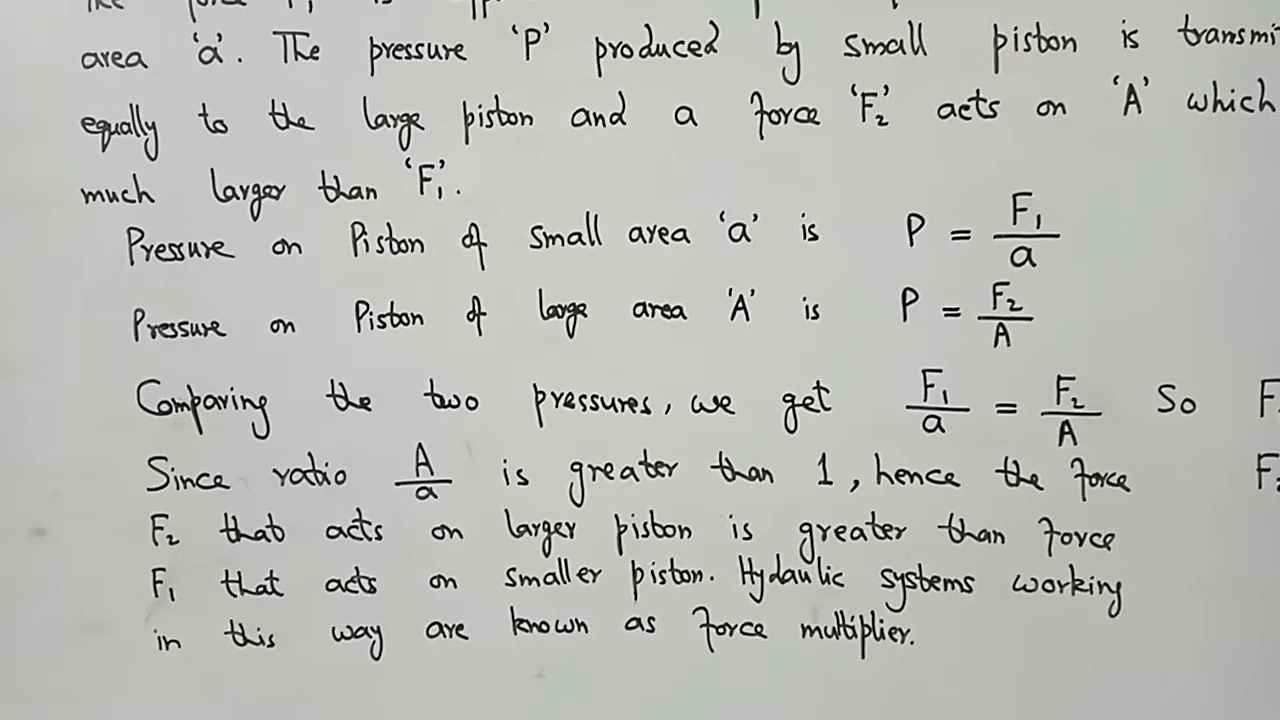 area 'a'. The pressure 'P' produced by small piston is
equally to the large piston and a force 'F₂' acts on 'A' which
much larger than 'F₁'.
Pressure on Piston of small area 'a' is P = F₁/a
Pressure on Piston of large area 'A' is P = F₂/A
Comparing the two pressures, we get F₁/a = F₂/A So
Since ratio A/a is greater than 1, hence the force
F₂ that acts on larger piston is greater than force
F₁ that acts on smaller piston. Hydaulic systems working
in this way are known as force multiplier.